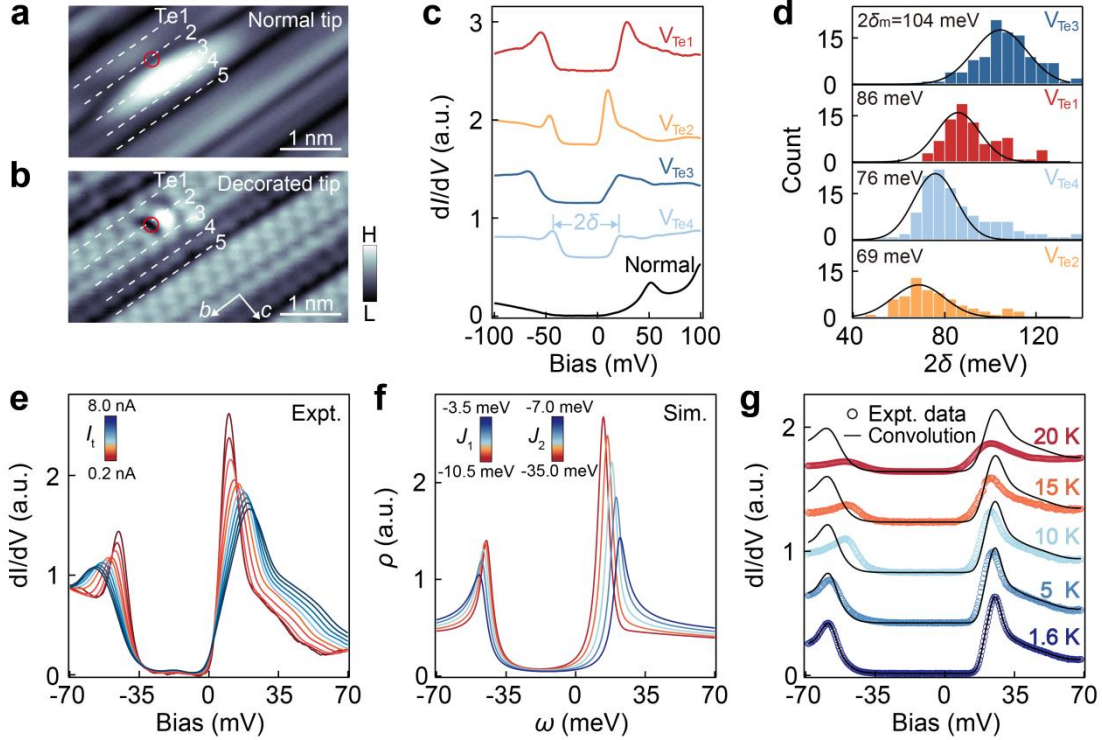 a
Te1
2
3
4
5
Normal tip
1 nm
b
Te1
2
3
4
5
Decorated tip
b
c
1 nm
H
L
c
dI/dV (a.u.)
3
2
1
0
V_Te1
V_Te2
V_Te3
2δ
V_Te4
Normal
-100 -50 0 50 100
Bias (mV)
d
Count
15
0
15
0
15
0
15
0
2δm=104 meV
V_Te3
86 meV
V_Te1
76 meV
V_Te4
69 meV
V_Te2
40 80 120
2δ (meV)
e
8.0 nA
It
0.2 nA
Expt.
dI/dV (a.u.)
2
1
0
-70 -35 0 35 70
Bias (mV)
f
-3.5 meV
J1
-10.5 meV
-7.0 meV
J2
-35.0 meV
Sim.
ρ (a.u.)
2
1
0
-70 -35 0 35 70
ω (meV)
g
Expt. data
Convolution
20 K
15 K
10 K
5 K
1.6 K
dI/dV (a.u.)
2
1
0
-70 -35 0 35 70
Bias (mV)